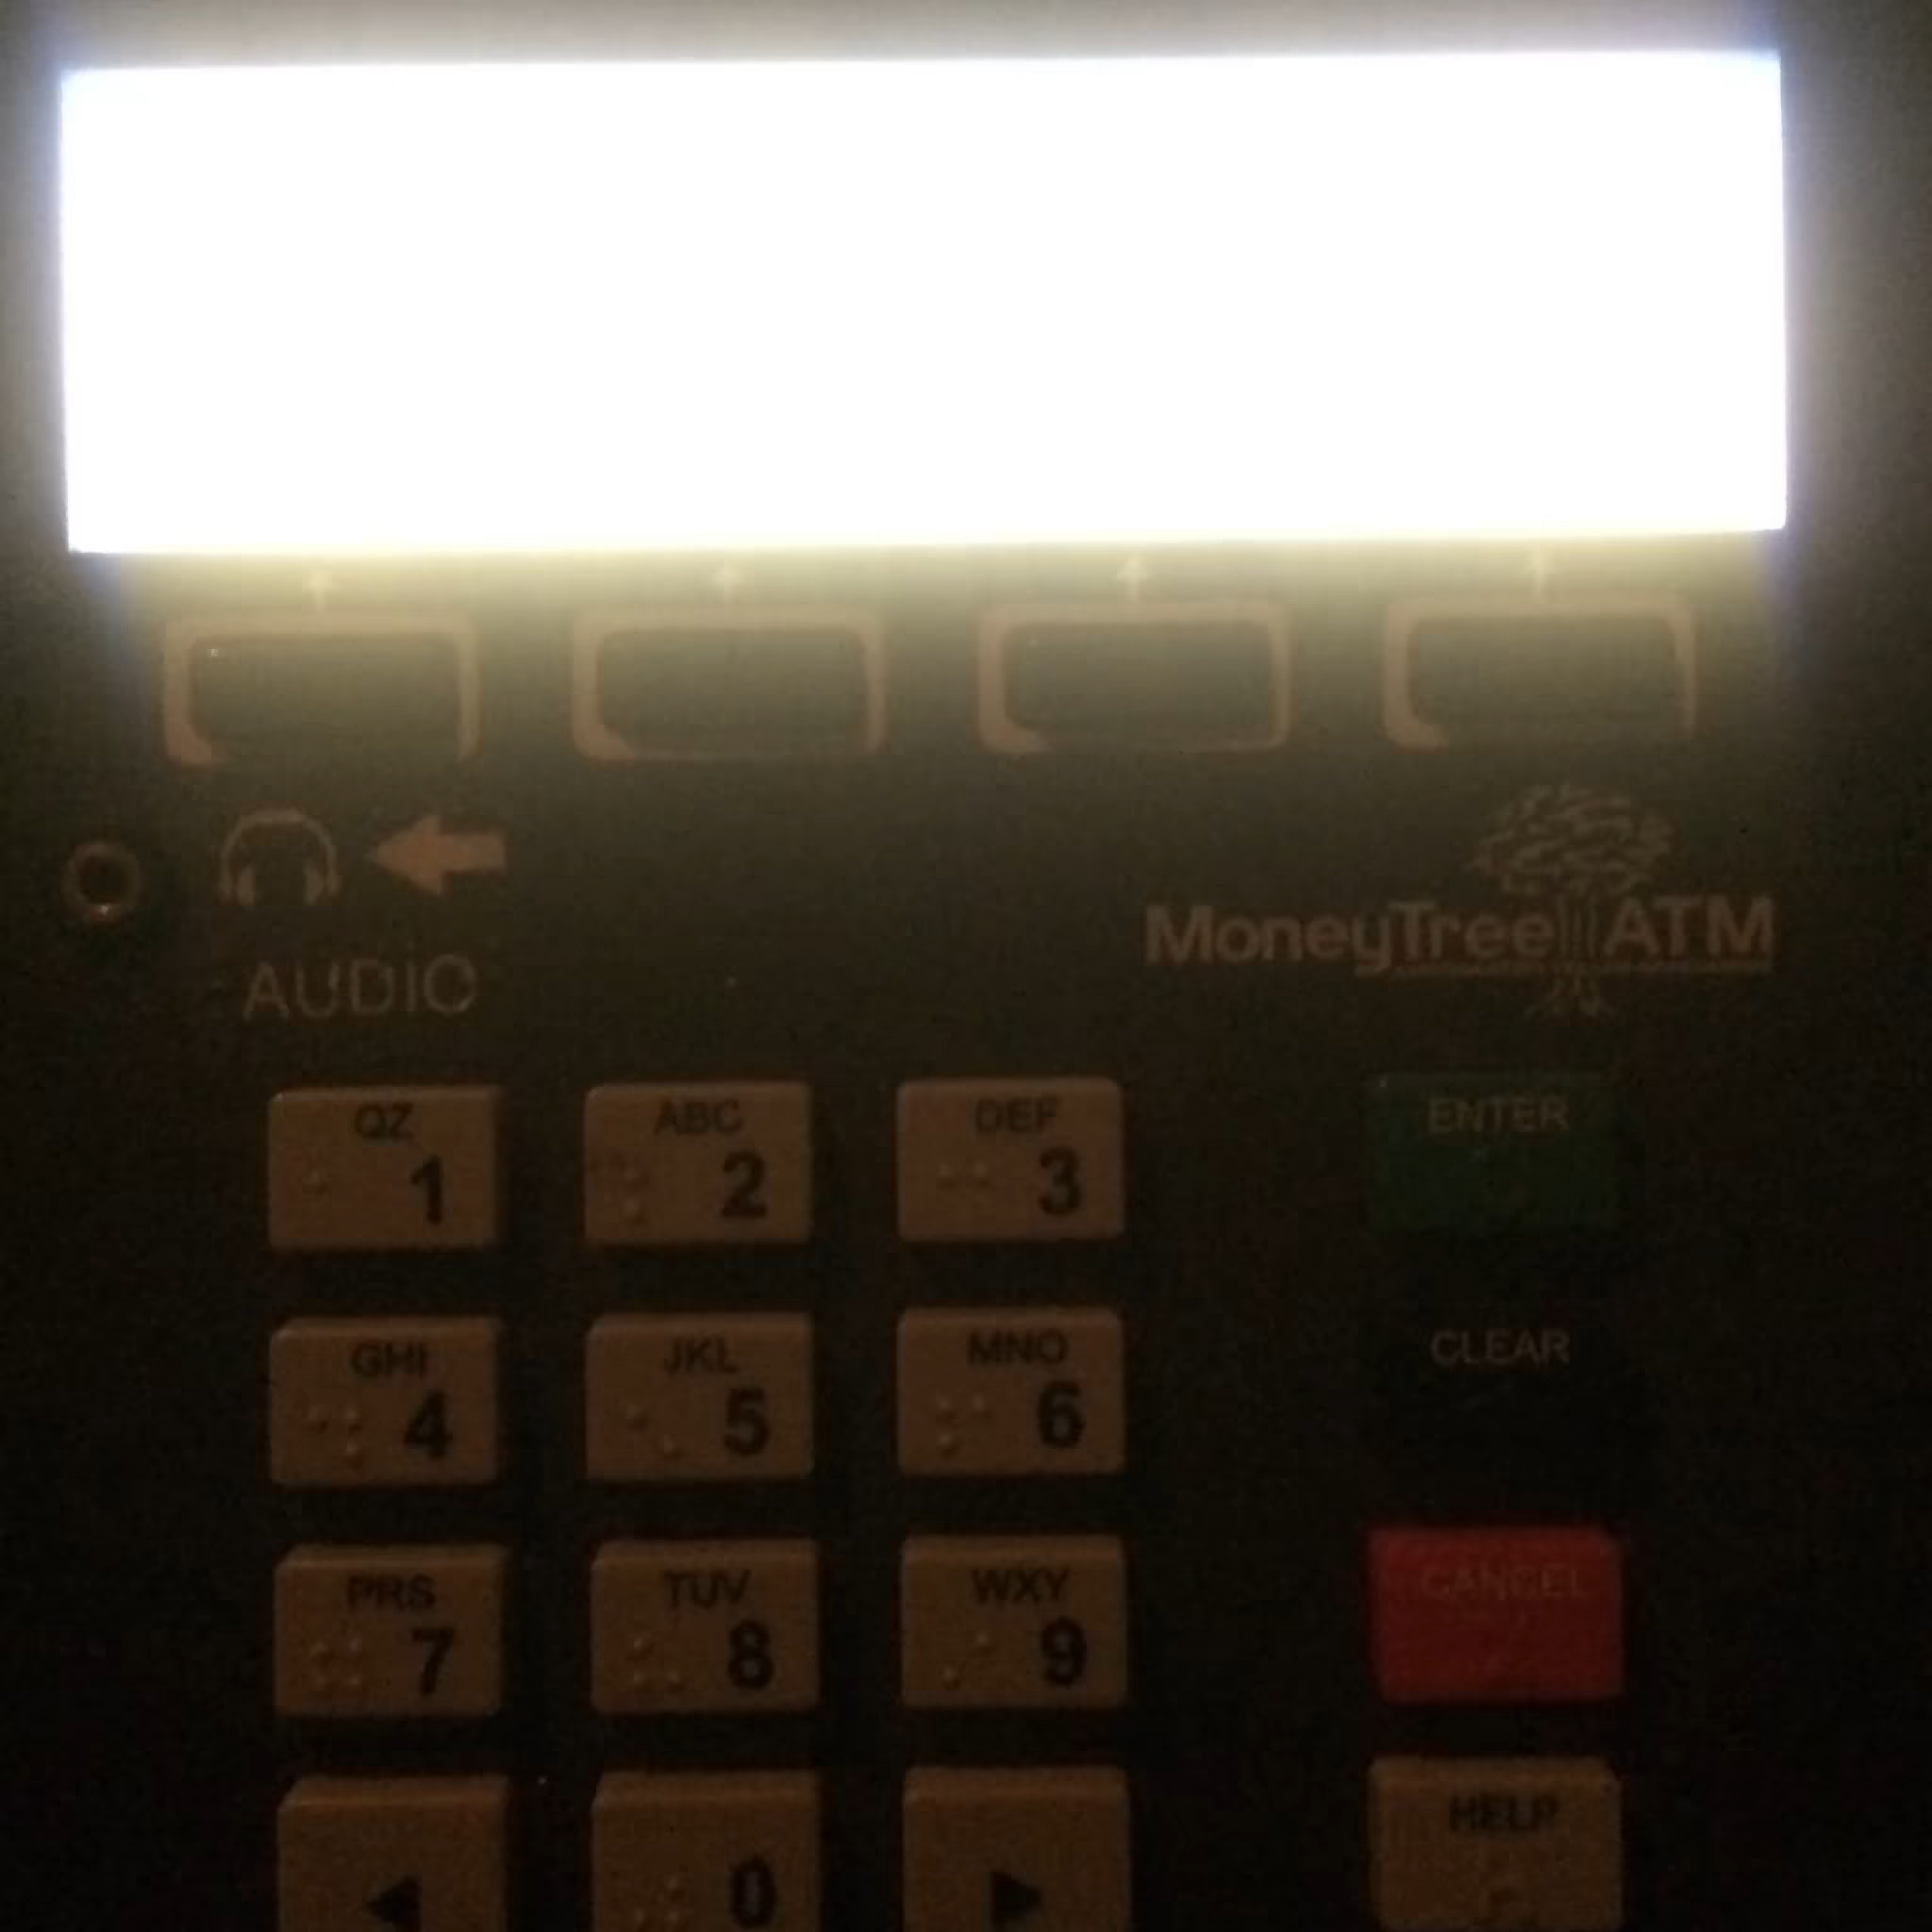 AUDIO
MoneyTree ATM
QZ
1
ABC
2
DEF
3
ENTER
GHI
4
JKL
5
MNO
6
CLEAR
PRS
7
TUV
8
WXY
9
CANCEL
0
HELP